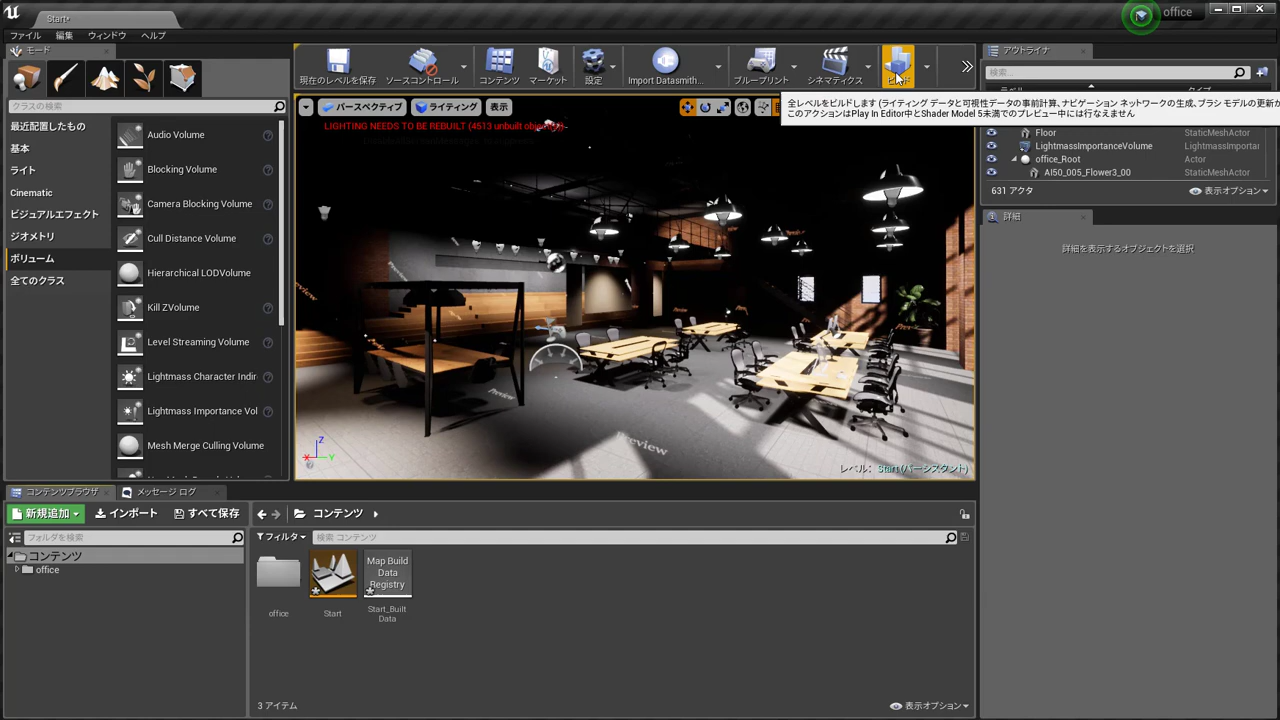 Start*
office
ファイル 編集 ウィンドウ ヘルプ
モード
現在のレベルを保存 ソースコントロール コンテンツ マーケット 設定 Import Datasmith... ブループリント シネマティクス ビルド
アウトライナ
検索...
クラスの検索
パースペクティブ ライティング 表示
全レベルをビルドします (ライティング データと可視性データの事前計算、ナビゲーション ネットワークの生成、ブラシ モデルの更新が
このアクションはPlay In Editor中とShader Model 5未満でのプレビュー中には行なえません
LIGHTING NEEDS TO BE REBUILT (4513 unbuilt object(s))
最近配置したもの
基本
ライト
Cinematic
ビジュアルエフェクト
ジオメトリ
ボリューム
全てのクラス
Audio Volume
Blocking Volume
Camera Blocking Volume
Cull Distance Volume
Hierarchical LODVolume
Kill ZVolume
Level Streaming Volume
Lightmass Character Indir
Lightmass Importance Vol
Mesh Merge Culling Volume
Floor StaticMeshActor
LightmassImportanceVolume LightmassImportar
office_Root Actor
AI50_005_Flower3_00 StaticMeshActor
631 アクタ 表示オプション
詳細
詳細を表示するオブジェクトを選択
Preview
Preview
Z
X
Y
レベル： Start (パーシスタント)
コンテンツブラウザ メッセージ ログ
新規追加 インポート すべて保存 コンテンツ
フォルダを検索
フィルタ 検索 コンテンツ
コンテンツ
office
office
Start
Map Build
Data
Registry
Start_Built
Data
3 アイテム 表示オプション